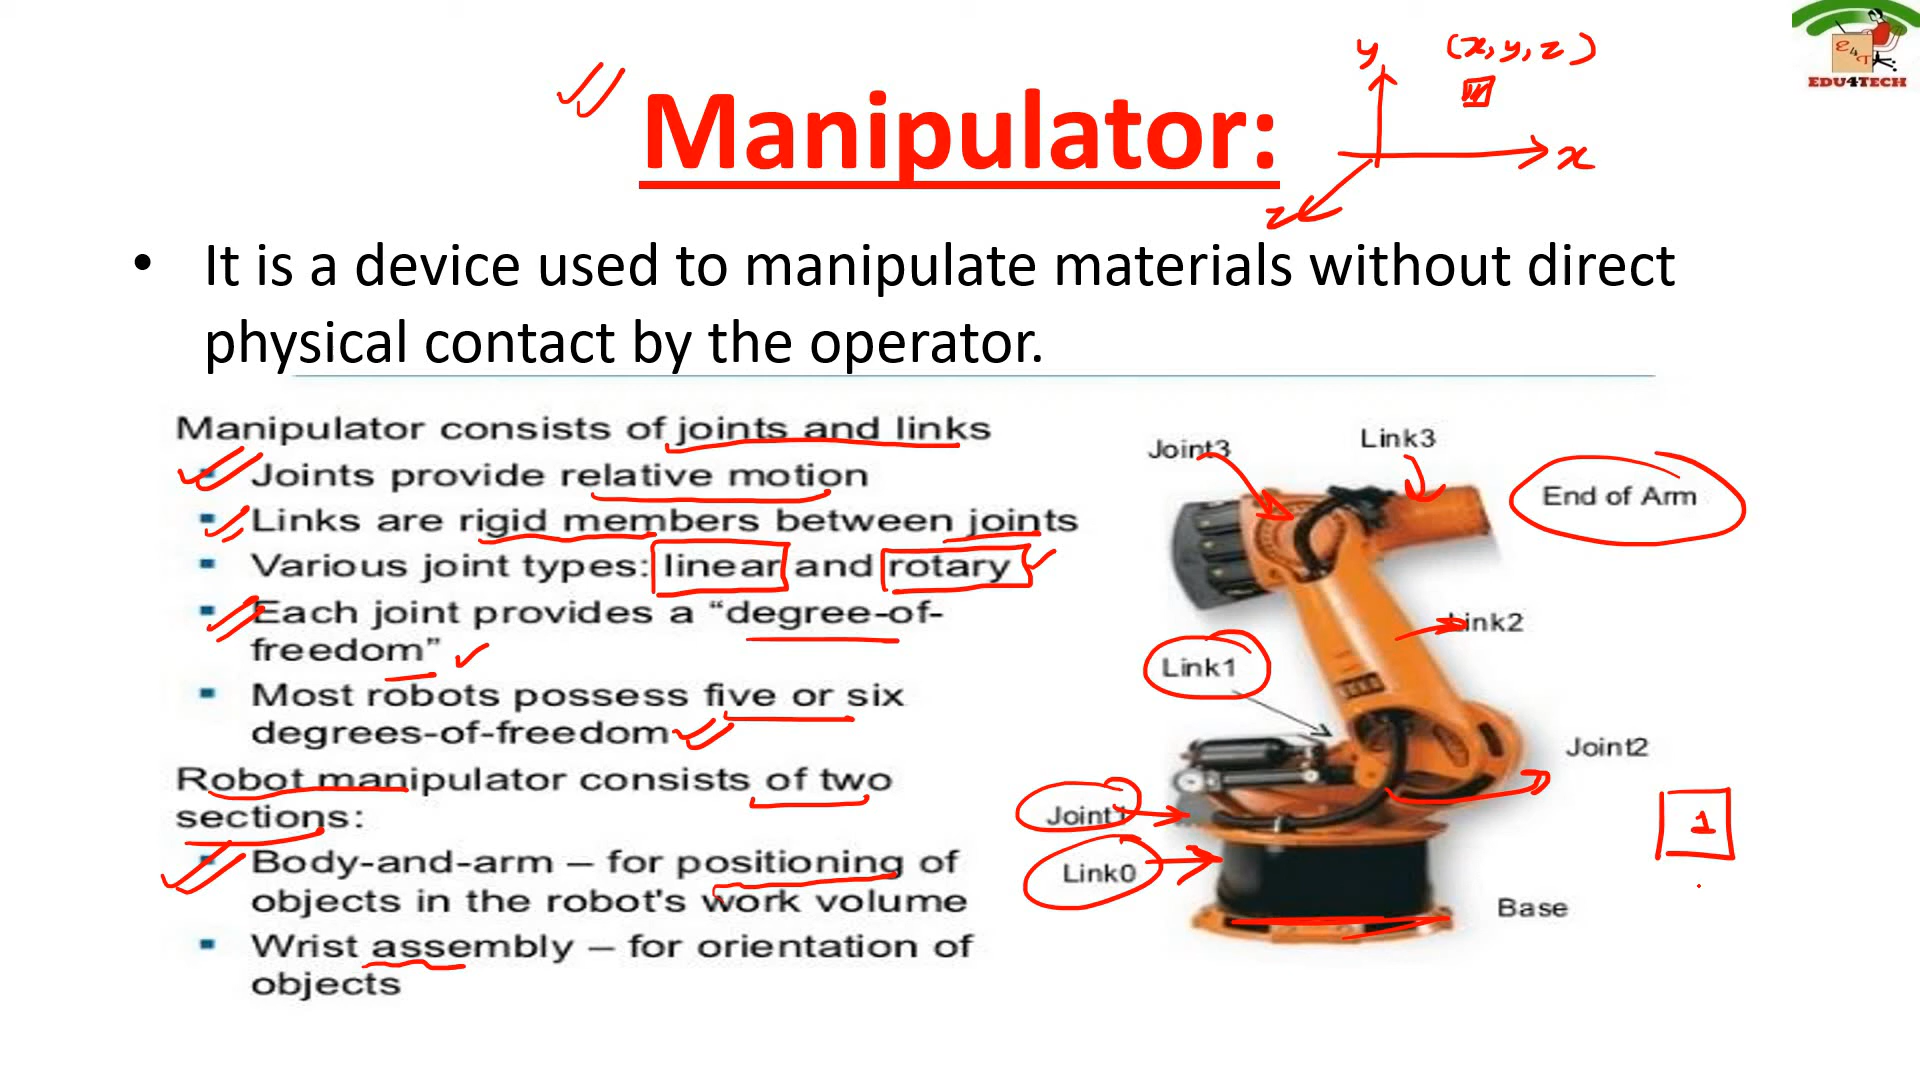 y (x, y, z)
EDU4TECH
Manipulator:
x
z
• It is a device used to manipulate materials without direct
physical contact by the operator.
Manipulator consists of joints and links
Joints provide relative motion
Links are rigid members between joints
Various joint types: linear and rotary
Each joint provides a “degree-of-
freedom”
Most robots possess five or six
degrees-of-freedom
Robot manipulator consists of two
sections:
Body-and-arm – for positioning of
objects in the robot's work volume
Wrist assembly – for orientation of
objects
Joint3
Link3
End of Arm
Link2
Link1
Joint2
Joint1
1
Link0
Base